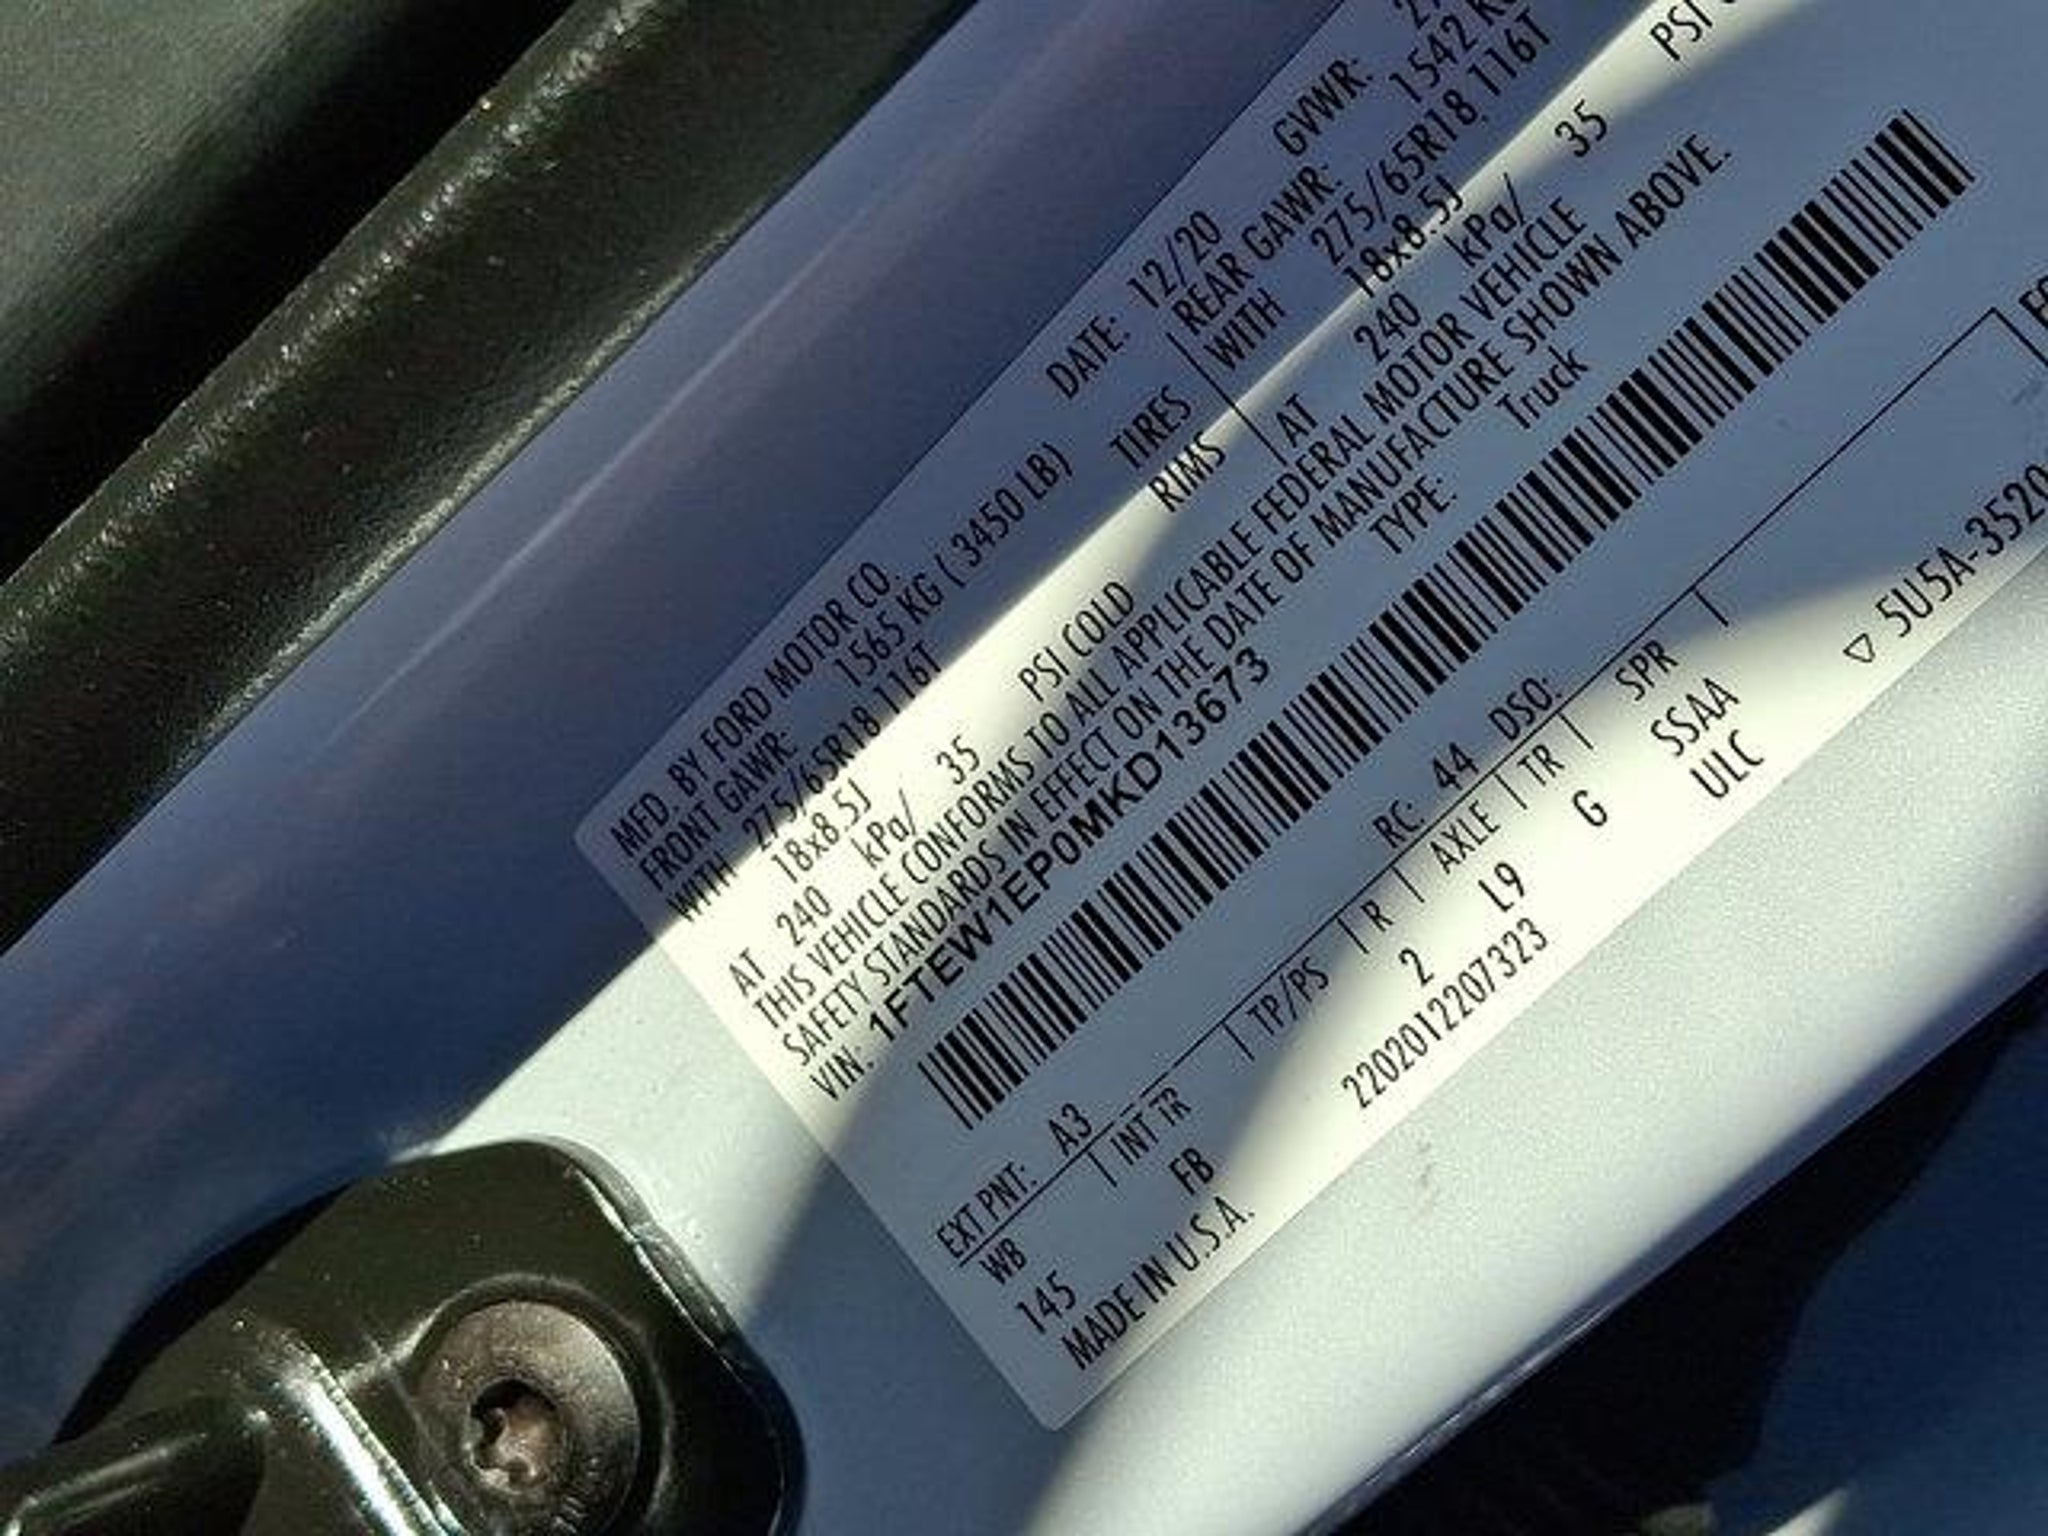 MFD. BY FORD MOTOR CO. DATE: 12/20 GVWR:
FRONT GAWR: 1565 KG ( 3450 LB) REAR GAWR: 1542 KG
WITH 275/65R18 116T TIRES WITH 275/65R18 116T
18x8.5J RIMS 18x8.5J
AT 240 kPa/ 35 PSI COLD AT 240 kPa/ 35 PSI
THIS VEHICLE CONFORMS TO ALL APPLICABLE FEDERAL MOTOR VEHICLE
SAFETY STANDARDS IN EFFECT ON THE DATE OF MANUFACTURE SHOWN ABOVE.
VIN: 1FTEW1EP0MKD13673 TYPE: Truck
EXT PNT: A3 RC: 44 DSO:
WB INT TR TP/PS R AXLE TR SPR
145 FB 2 L9 G SSAA
MADE IN U.S.A. 22020122207323 ULC
▽ 5U5A-3520